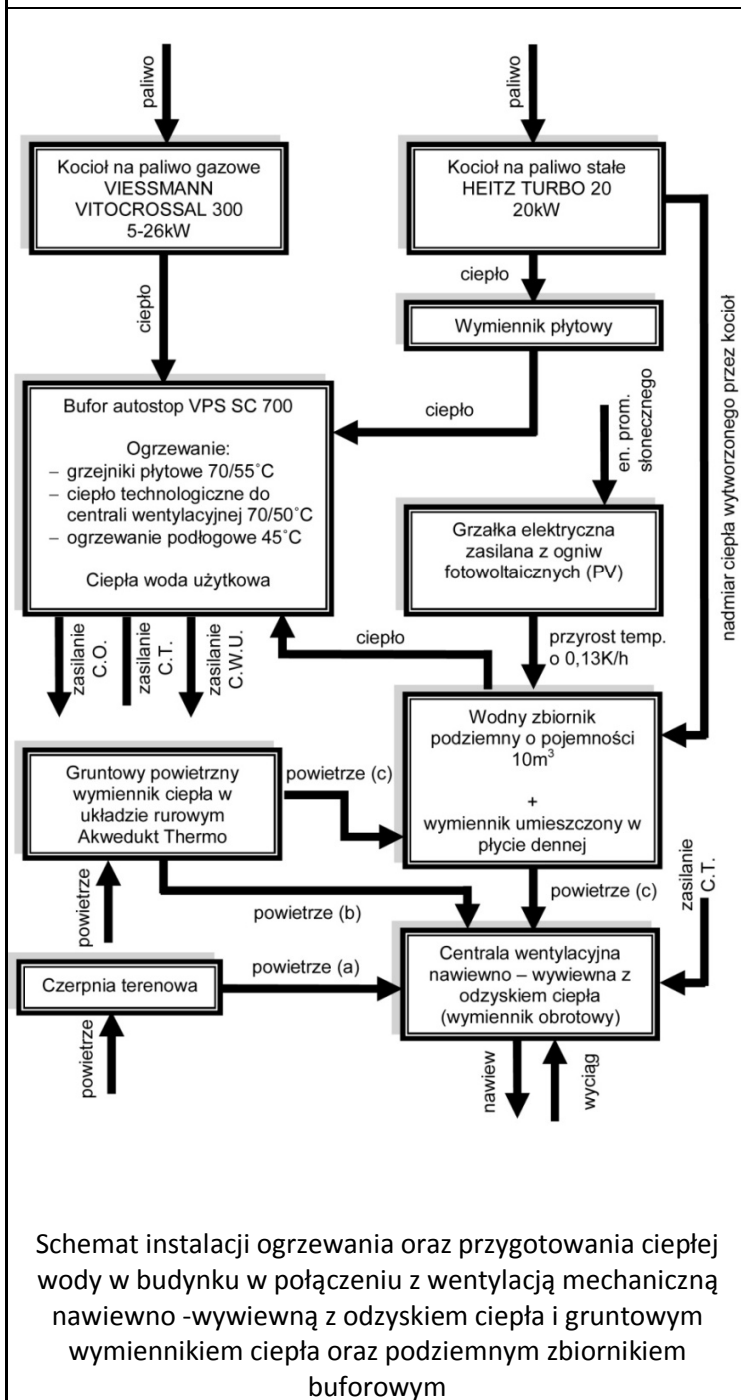 paliwo
paliwo
Kocioł na paliwo gazowe
VIESSMANN
VITOCROSSAL 300
5-26kW
Kocioł na paliwo stałe
HEITZ TURBO 20
20kW
ciepło
ciepło
Wymiennik płytowy
nadmiar ciepła wytworzonego przez kocioł
Bufor autostop VPS SC 700
Ogrzewanie:
– grzejniki płytowe 70/55˚C
– ciepło technologiczne do
centrali wentylacyjnej 70/50˚C
– ogrzewanie podłogowe 45˚C
Ciepła woda użytkowa
ciepło
en. prom.
słonecznego
Grzałka elektryczna
zasilana z ogniw
fotowoltaicznych (PV)
zasilanie
C.O.
zasilanie
C.T.
zasilanie
C.W.U.
ciepło
przyrost temp.
o 0,13K/h
Wodny zbiornik
podziemny o pojemności
10m³
+
wymiennik umieszczony w
płycie dennej
Gruntowy powietrzny
wymiennik ciepła w
układzie rurowym
Akwedukt Thermo
powietrze (c)
powietrze
powietrze (b)
powietrze (c)
zasilanie
C.T.
Czerpnia terenowa
powietrze (a)
Centrala wentylacyjna
nawiewno – wywiewna z
odzyskiem ciepła
(wymiennik obrotowy)
powietrze
nawiew
wyciąg
Schemat instalacji ogrzewania oraz przygotowania ciepłej
wody w budynku w połączeniu z wentylacją mechaniczną
nawiewno -wywiewną z odzyskiem ciepła i gruntowym
wymiennikiem ciepła oraz podziemnym zbiornikiem
buforowym